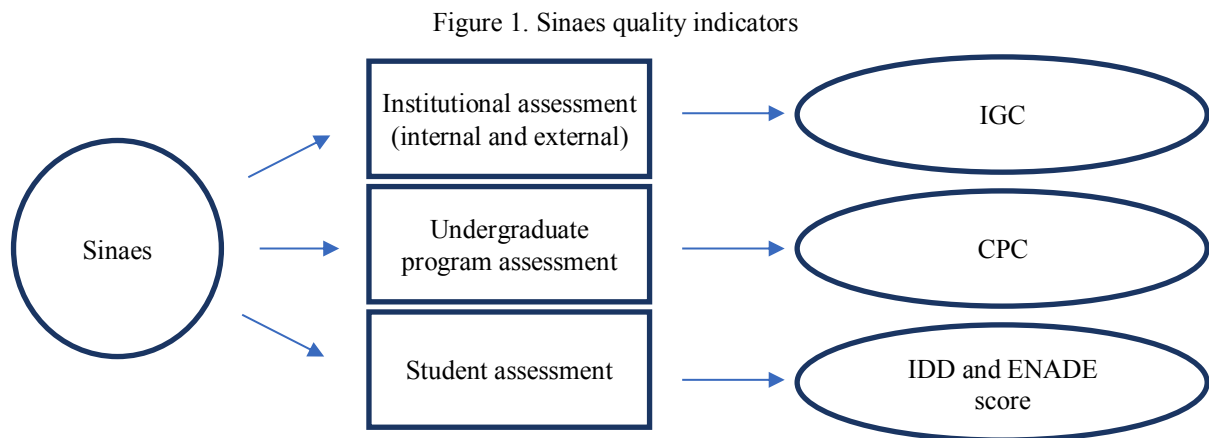 Figure 1. Sinaes quality indicators
Sinaes
Institutional assessment
(internal and external)
IGC
Undergraduate
program assessment
CPC
Student assessment
IDD and ENADE
score